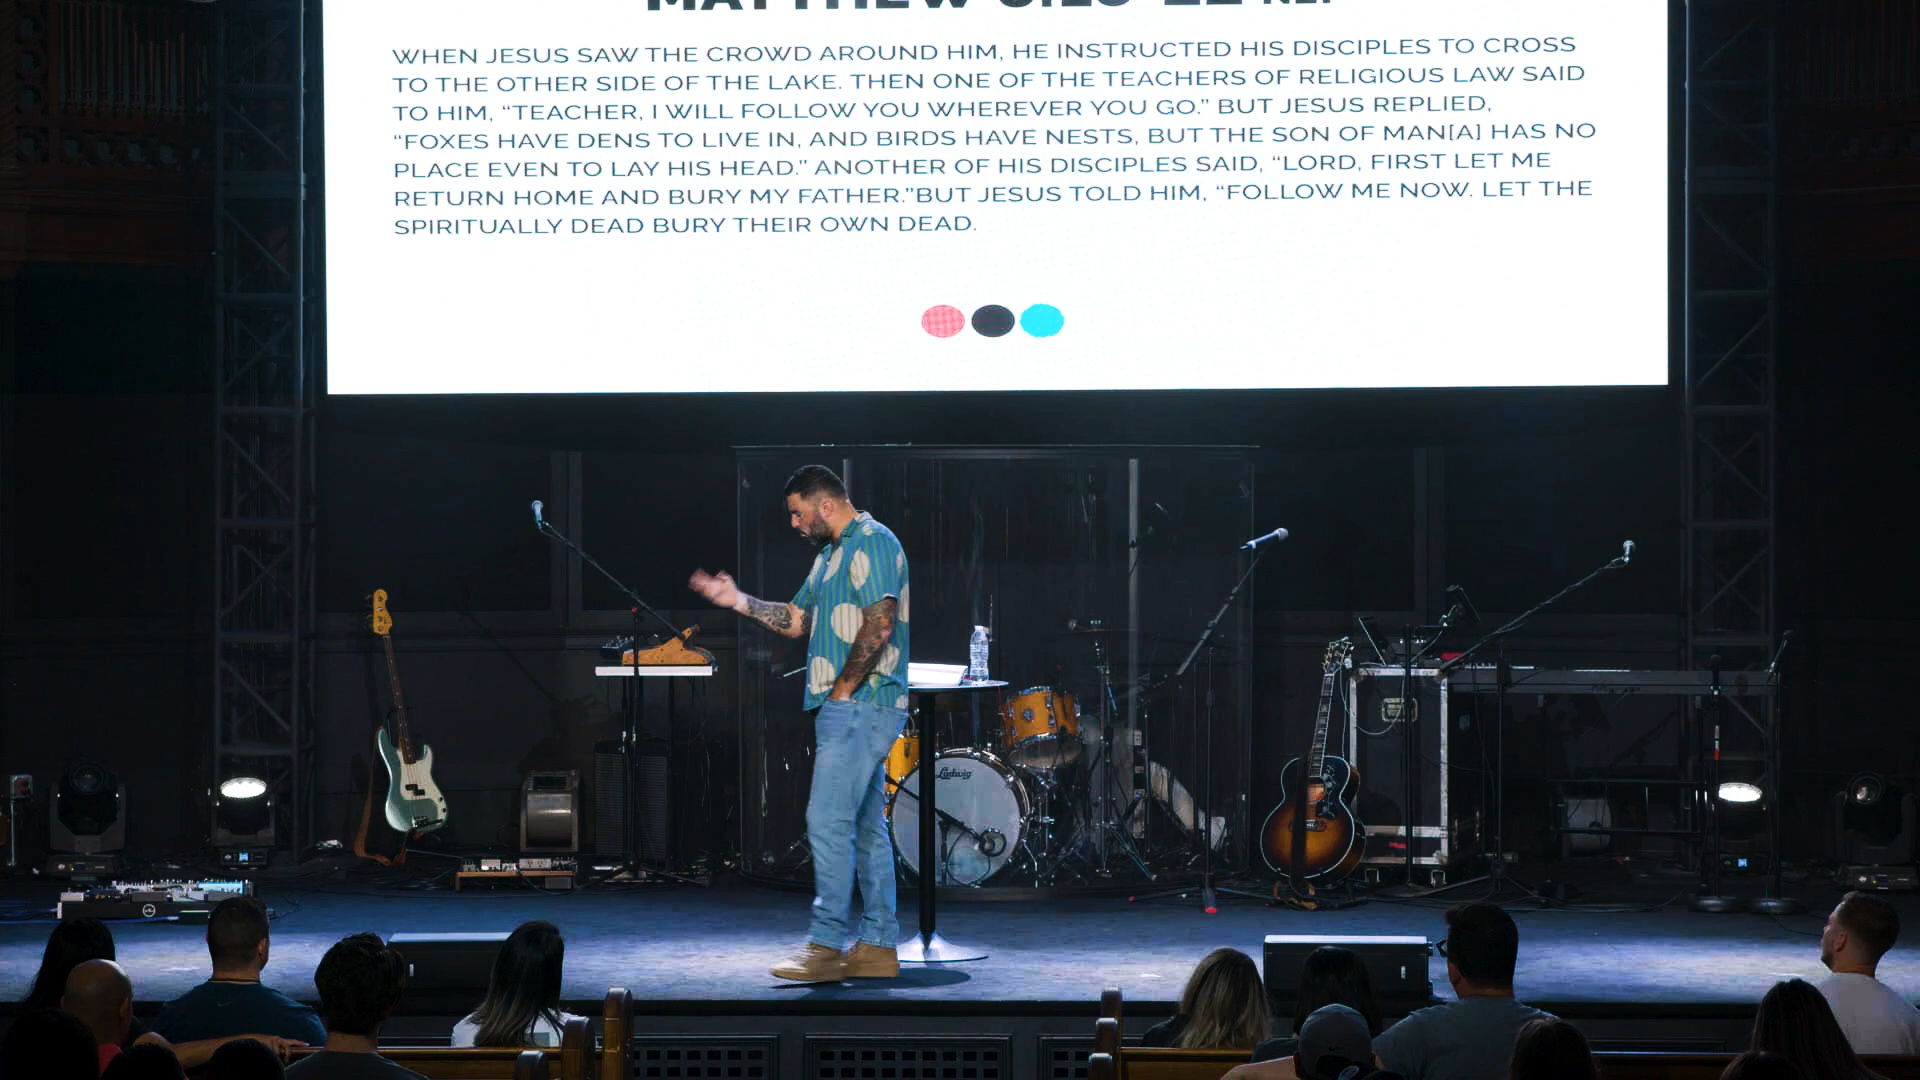 MATTHEW 8:18-22 NLT
WHEN JESUS SAW THE CROWD AROUND HIM, HE INSTRUCTED HIS DISCIPLES TO CROSS
TO THE OTHER SIDE OF THE LAKE. THEN ONE OF THE TEACHERS OF RELIGIOUS LAW SAID
TO HIM, “TEACHER, I WILL FOLLOW YOU WHEREVER YOU GO.” BUT JESUS REPLIED,
“FOXES HAVE DENS TO LIVE IN, AND BIRDS HAVE NESTS, BUT THE SON OF MAN[A] HAS NO
PLACE EVEN TO LAY HIS HEAD.” ANOTHER OF HIS DISCIPLES SAID, “LORD, FIRST LET ME
RETURN HOME AND BURY MY FATHER.”BUT JESUS TOLD HIM, “FOLLOW ME NOW. LET THE
SPIRITUALLY DEAD BURY THEIR OWN DEAD.
Ludwig